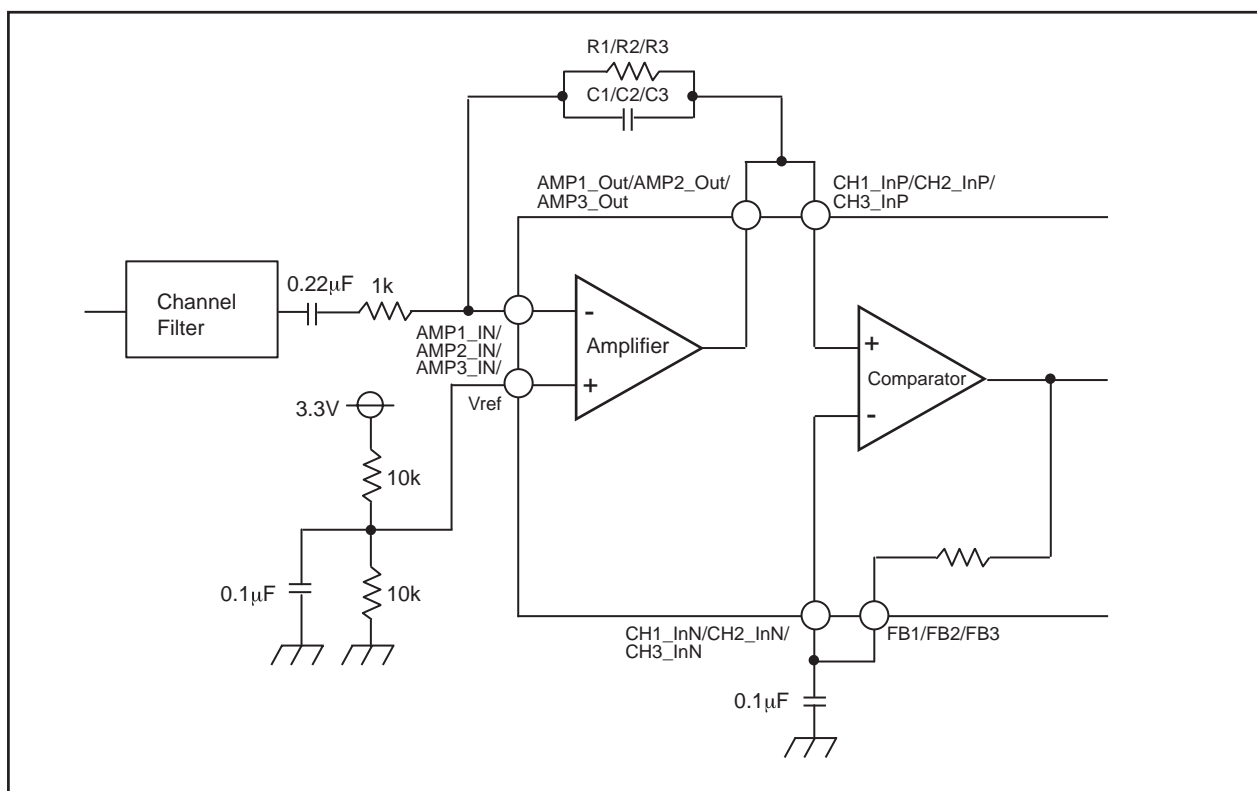 R1/R2/R3
C1/C2/C3
AMP1_Out/AMP2_Out/
AMP3_Out
CH1_InP/CH2_InP/
CH3_InP
Channel
Filter
0.22μF
1k
-
Amplifier
+
AMP1_IN/
AMP2_IN/
AMP3_IN/
Vref
+
Comparator
-
3.3V
10k
0.1μF
10k
CH1_InN/CH2_InN/
CH3_InN
FB1/FB2/FB3
0.1μF